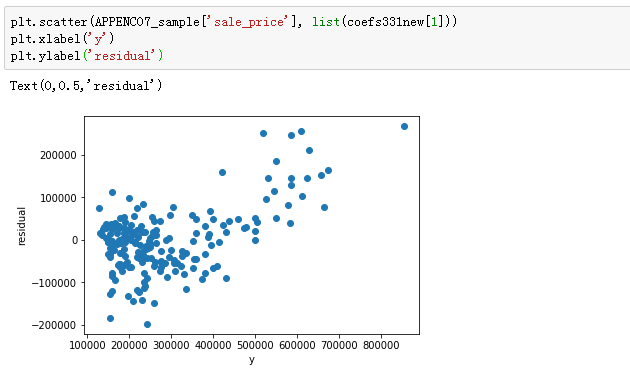 plt.scatter(APPENC07_sample['sale_price'], list(coefs331new[1]))
plt.xlabel('y')
plt.ylabel('residual')
Text(0,0.5,'residual')
200000
100000
0
-100000
-200000
residual
100000 200000 300000 400000 500000 600000 700000 800000
y